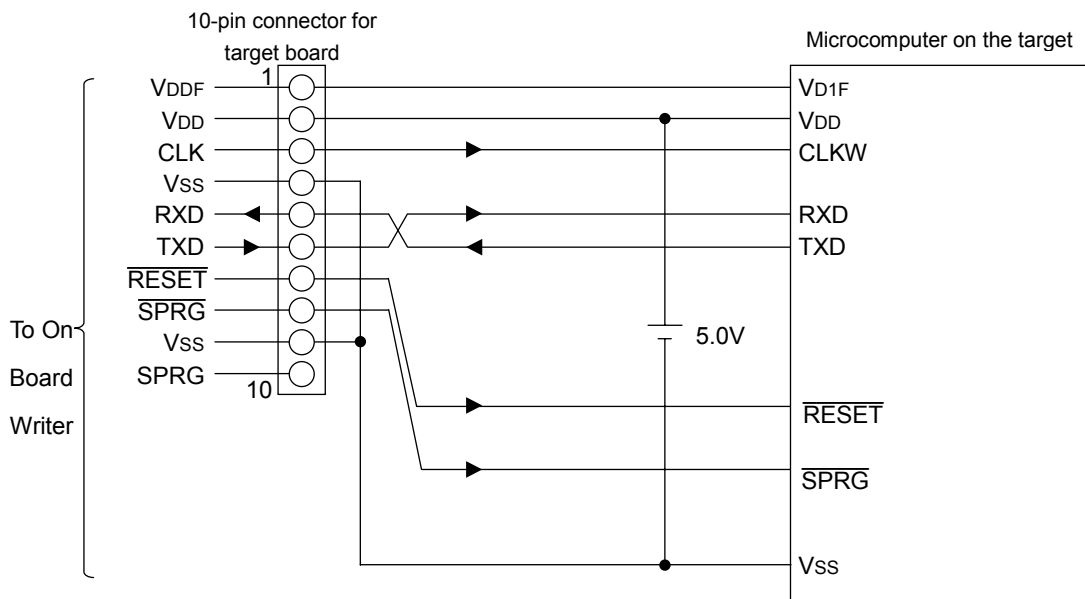 10-pin connector for
target board
Microcomputer on the target
1
VDDF
VDD
CLK
VSS
RXD
TXD
RESET
SPRG
VSS
SPRG
10
To On
Board
Writer
5.0V
VD1F
VDD
CLKW
RXD
TXD
RESET
SPRG
VSS